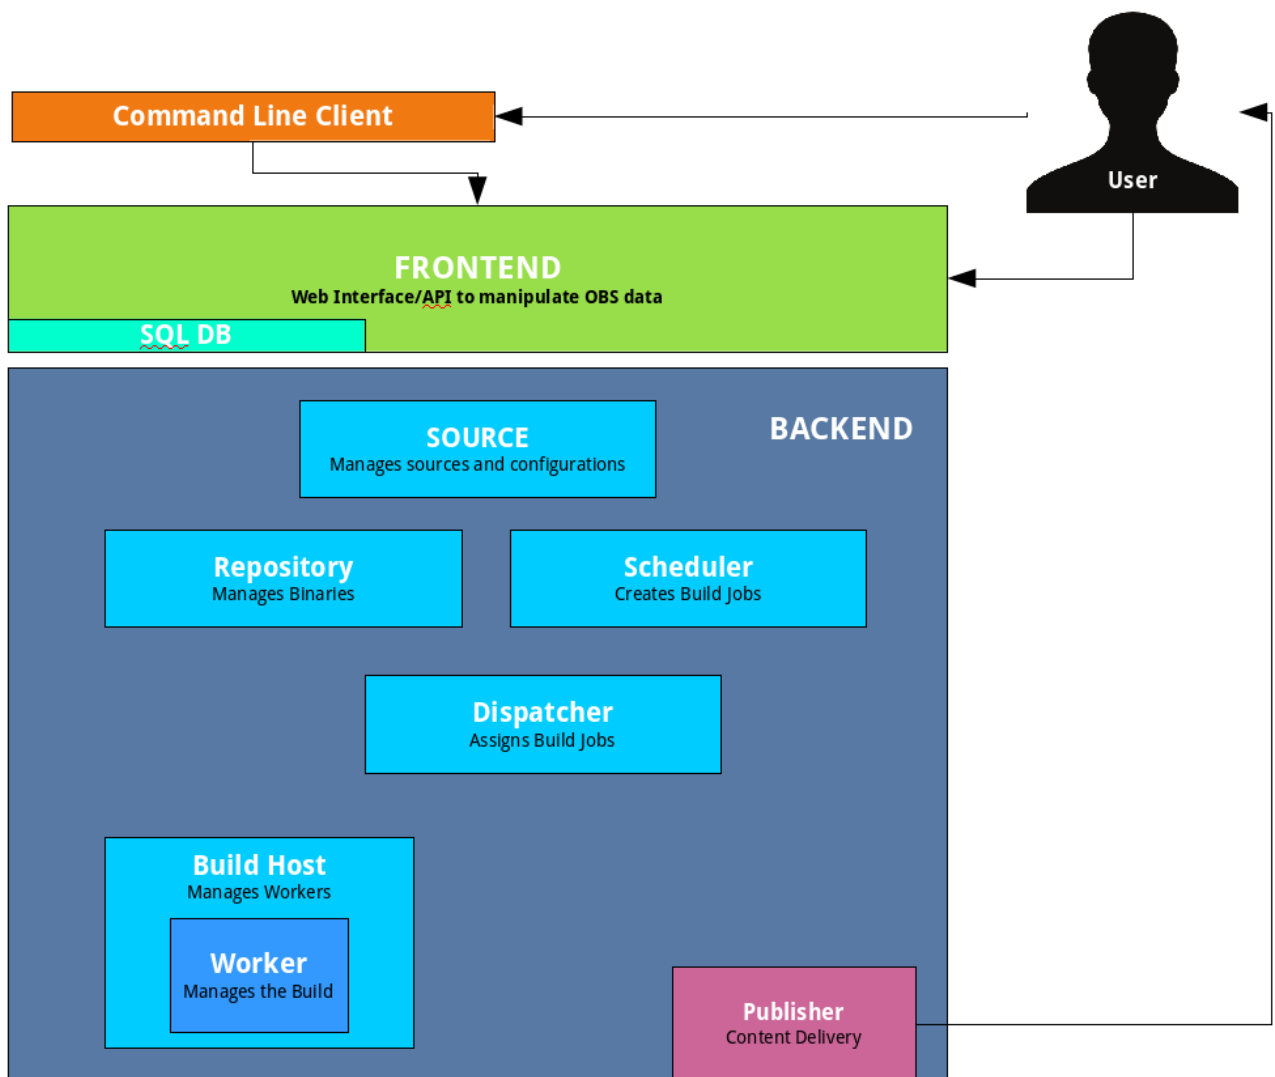 Command Line Client
User
FRONTEND
Web Interface/API to manipulate OBS data
SQL DB
BACKEND
SOURCE
Manages sources and configurations
Repository
Manages Binaries
Scheduler
Creates Build Jobs
Dispatcher
Assigns Build Jobs
Build Host
Manages Workers
Worker
Manages the Build
Publisher
Content Delivery